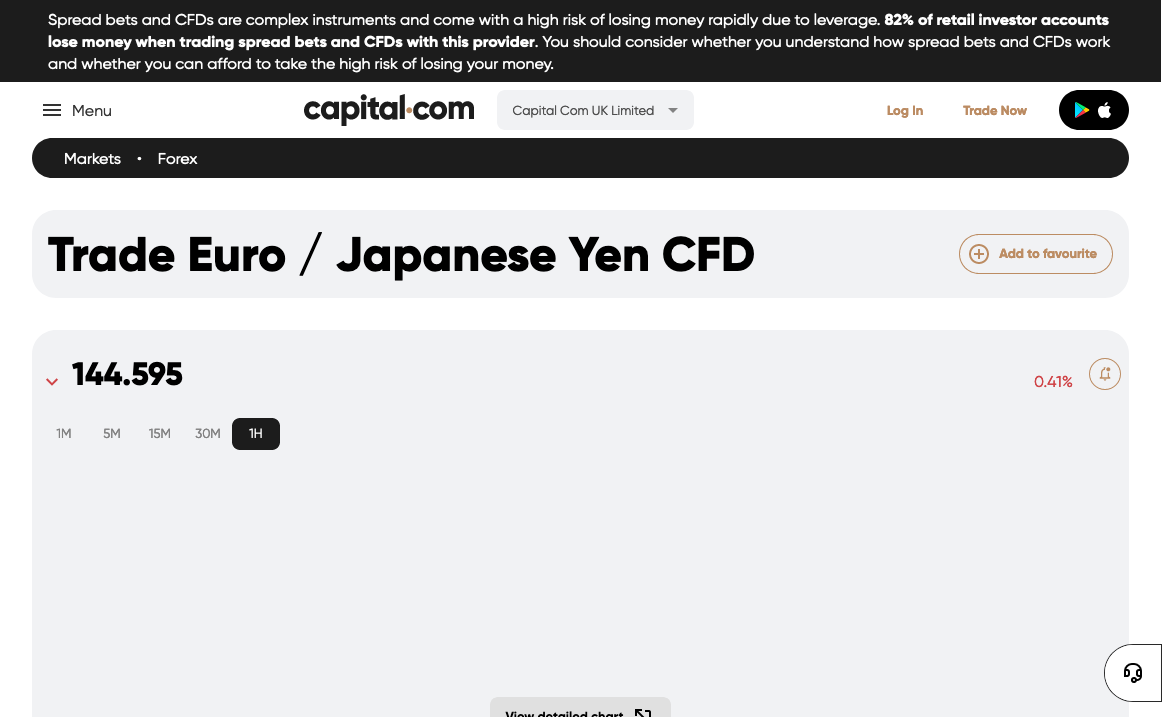 Spread bets and CFDs are complex instruments and come with a high risk of losing money rapidly due to leverage. 82% of retail investor accounts
lose money when trading spread bets and CFDs with this provider. You should consider whether you understand how spread bets and CFDs work
and whether you can afford to take the high risk of losing your money.
Menu
capital.com
Capital Com UK Limited
Log In
Trade Now
Markets • Forex
Trade Euro / Japanese Yen CFD
Add to favourite
144.595
0.41%
1M 5M 15M 30M 1H
View detailed chart